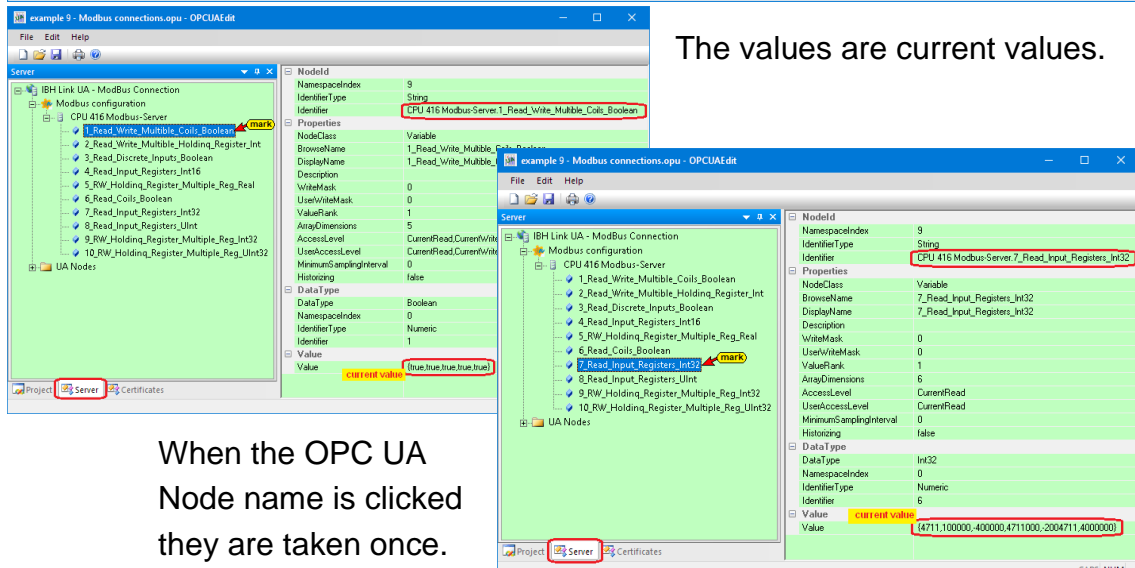 example 9 - Modbus connections.opu - OPCUAEdit
File Edit Help
Server
IBH Link UA - ModBus Connection
Modbus configuration
CPU 416 Modbus-Server
1_Read_Write_Multible_Coils_Boolean
mark
2_Read_Write_Multible_Holding_Register_Int
3_Read_Discrete_Inputs_Boolean
4_Read_Input_Registers_Int16
5_RW_Holding_Register_Multiple_Reg_Real
6_Read_Coils_Boolean
7_Read_Input_Registers_Int32
8_Read_Input_Registers_UInt
9_RW_Holding_Register_Multiple_Reg_Int32
10_RW_Holding_Register_Multiple_Reg_UInt32
UA Nodes
Project Server Certificates
NodeId
NamespaceIndex 9
IdentifierType String
Identifier CPU 416 Modbus-Server.1_Read_Write_Multible_Coils_Boolean
Properties
NodeClass Variable
BrowseName
DisplayName 1_Read_Write_Multible_
Description
WriteMask 0
UserWriteMask 0
ValueRank 1
ArrayDimensions 5
AccessLevel CurrentRead,CurrentWrite
UserAccessLevel CurrentRead,CurrentWrite
MinimumSamplingInterval 0
Historizing false
DataType
DataType Boolean
NamespaceIndex 0
IdentifierType Numeric
Identifier 1
Value
Value {true,true,true,true,true}
current value
The values are current values.
example 9 - Modbus connections.opu - OPCUAEdit
File Edit Help
Server
IBH Link UA - ModBus Connection
Modbus configuration
CPU 416 Modbus-Server
1_Read_Write_Multible_Coils_Boolean
2_Read_Write_Multible_Holding_Register_Int
3_Read_Discrete_Inputs_Boolean
4_Read_Input_Registers_Int16
5_RW_Holding_Register_Multiple_Reg_Real
6_Read_Coils_Boolean
7_Read_Input_Registers_Int32
mark
8_Read_Input_Registers_UInt
9_RW_Holding_Register_Multiple_Reg_Int32
10_RW_Holding_Register_Multiple_Reg_UInt32
UA Nodes
Project Server Certificates
NodeId
NamespaceIndex 9
IdentifierType String
Identifier CPU 416 Modbus-Server.7_Read_Input_Registers_Int32
Properties
NodeClass Variable
BrowseName 7_Read_Input_Registers_Int32
DisplayName 7_Read_Input_Registers_Int32
Description
WriteMask 0
UserWriteMask 0
ValueRank 1
ArrayDimensions 6
AccessLevel CurrentRead
UserAccessLevel CurrentRead
MinimumSamplingInterval 0
Historizing false
DataType
DataType Int32
NamespaceIndex 0
IdentifierType Numeric
Identifier 6
Value current value
Value {4711,100000,-400000,4711000,-2004711,4000000}
When the OPC UA
Node name is clicked
they are taken once.